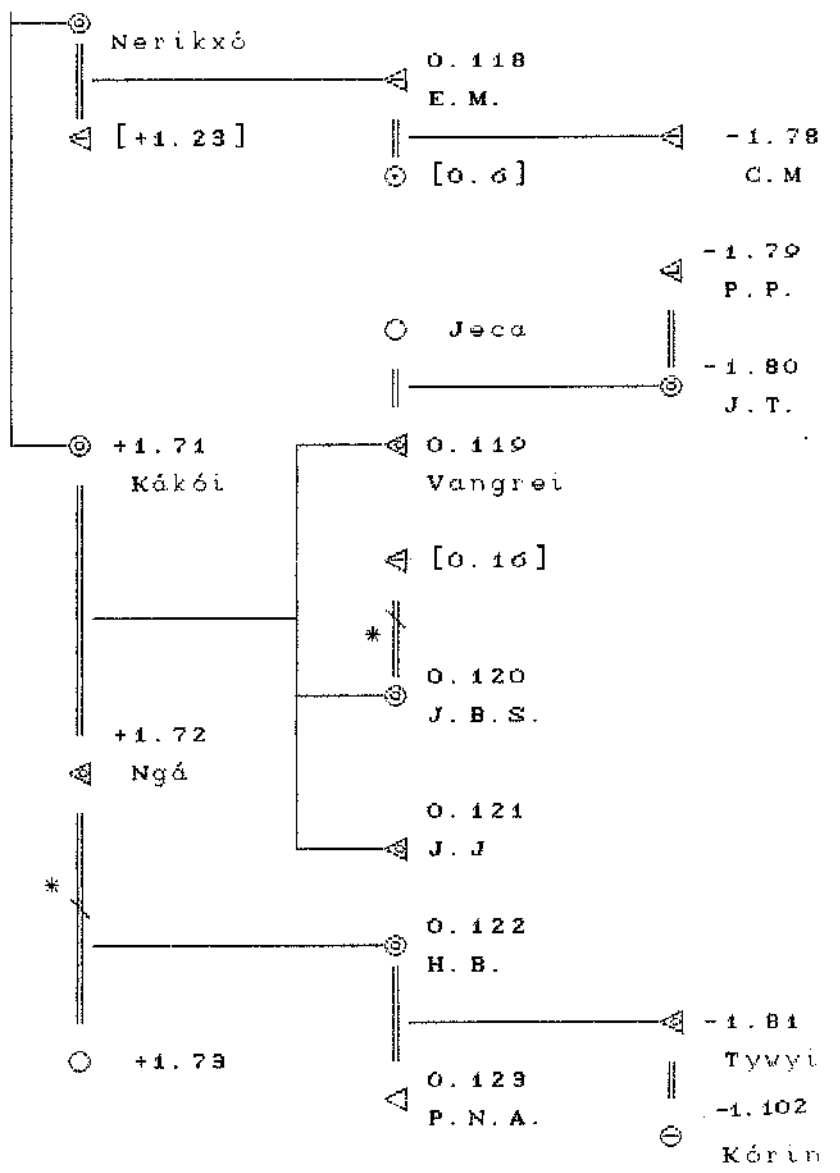 Nerikxó
0.118
E.M.
[+1.23]
-1.78
C.M
[0.6]
-1.79
P.P.
Jeca
-1.80
J.T.
+1.71
Kákói
0.119
Vangrei
[0.16]
*
0.120
J.B.S.
+1.72
Ngá
0.121
J.J
*
0.122
H.B.
-1.81
Tywyi
+1.73
0.123
P.N.A.
-1.102
Kórin